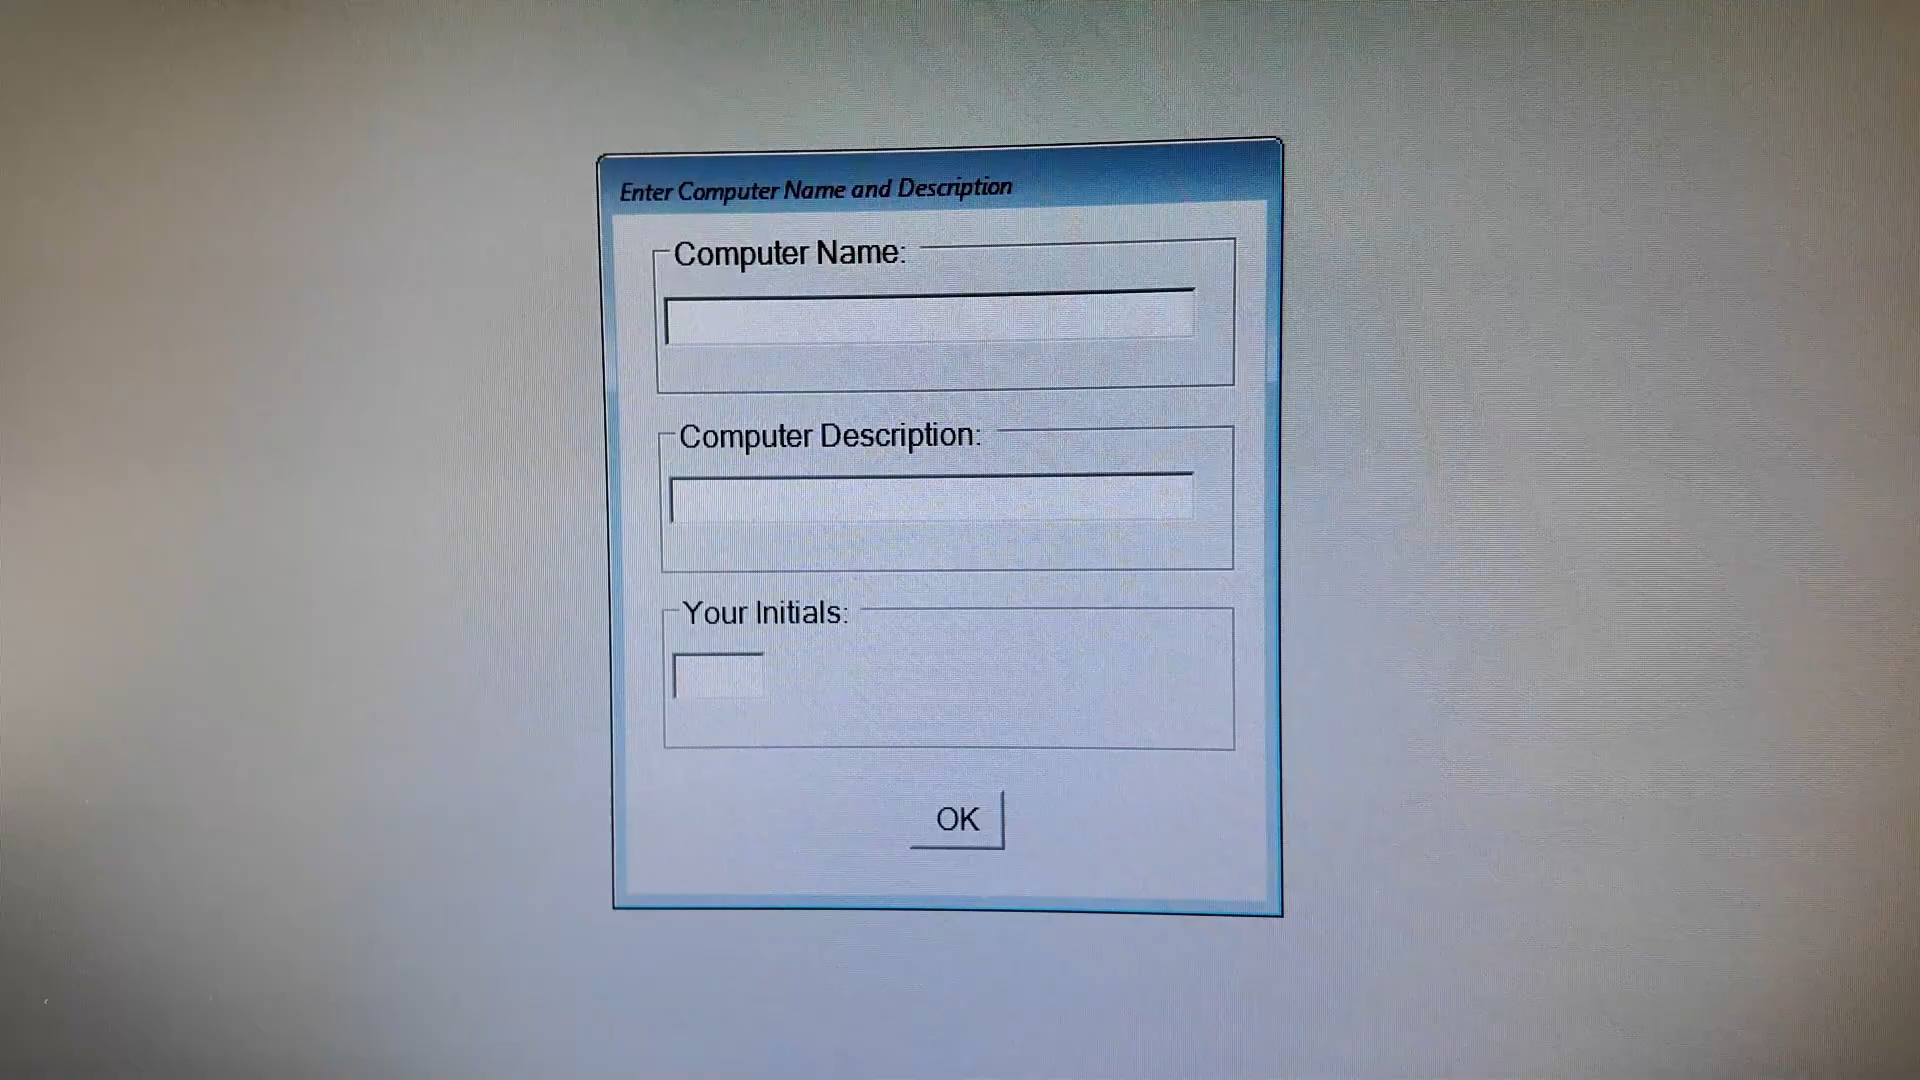 Enter Computer Name and Description
Computer Name:
Computer Description:
Your Initials:
OK